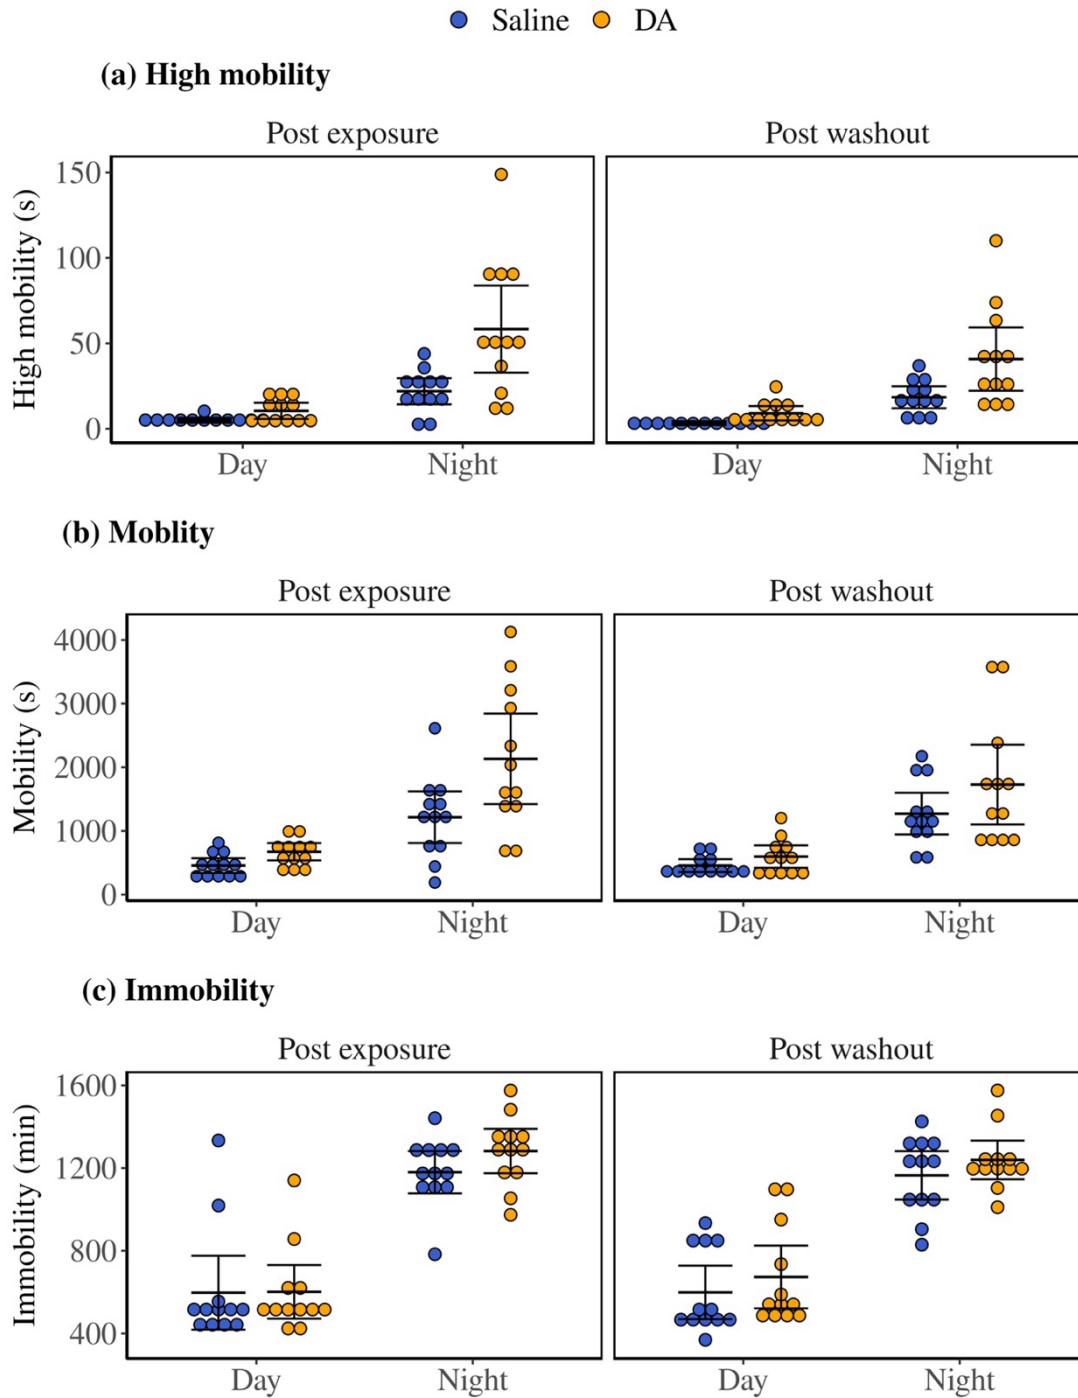 Saline DA
(a) High mobility
Post exposure Post washout
High mobility (s)
150
100
50
0
Day Night Day Night
(b) Moblity
Post exposure Post washout
Mobility (s)
4000
3000
2000
1000
0
Day Night Day Night
(c) Immobility
Post exposure Post washout
Immobility (min)
1600
1200
800
400
Day Night Day Night